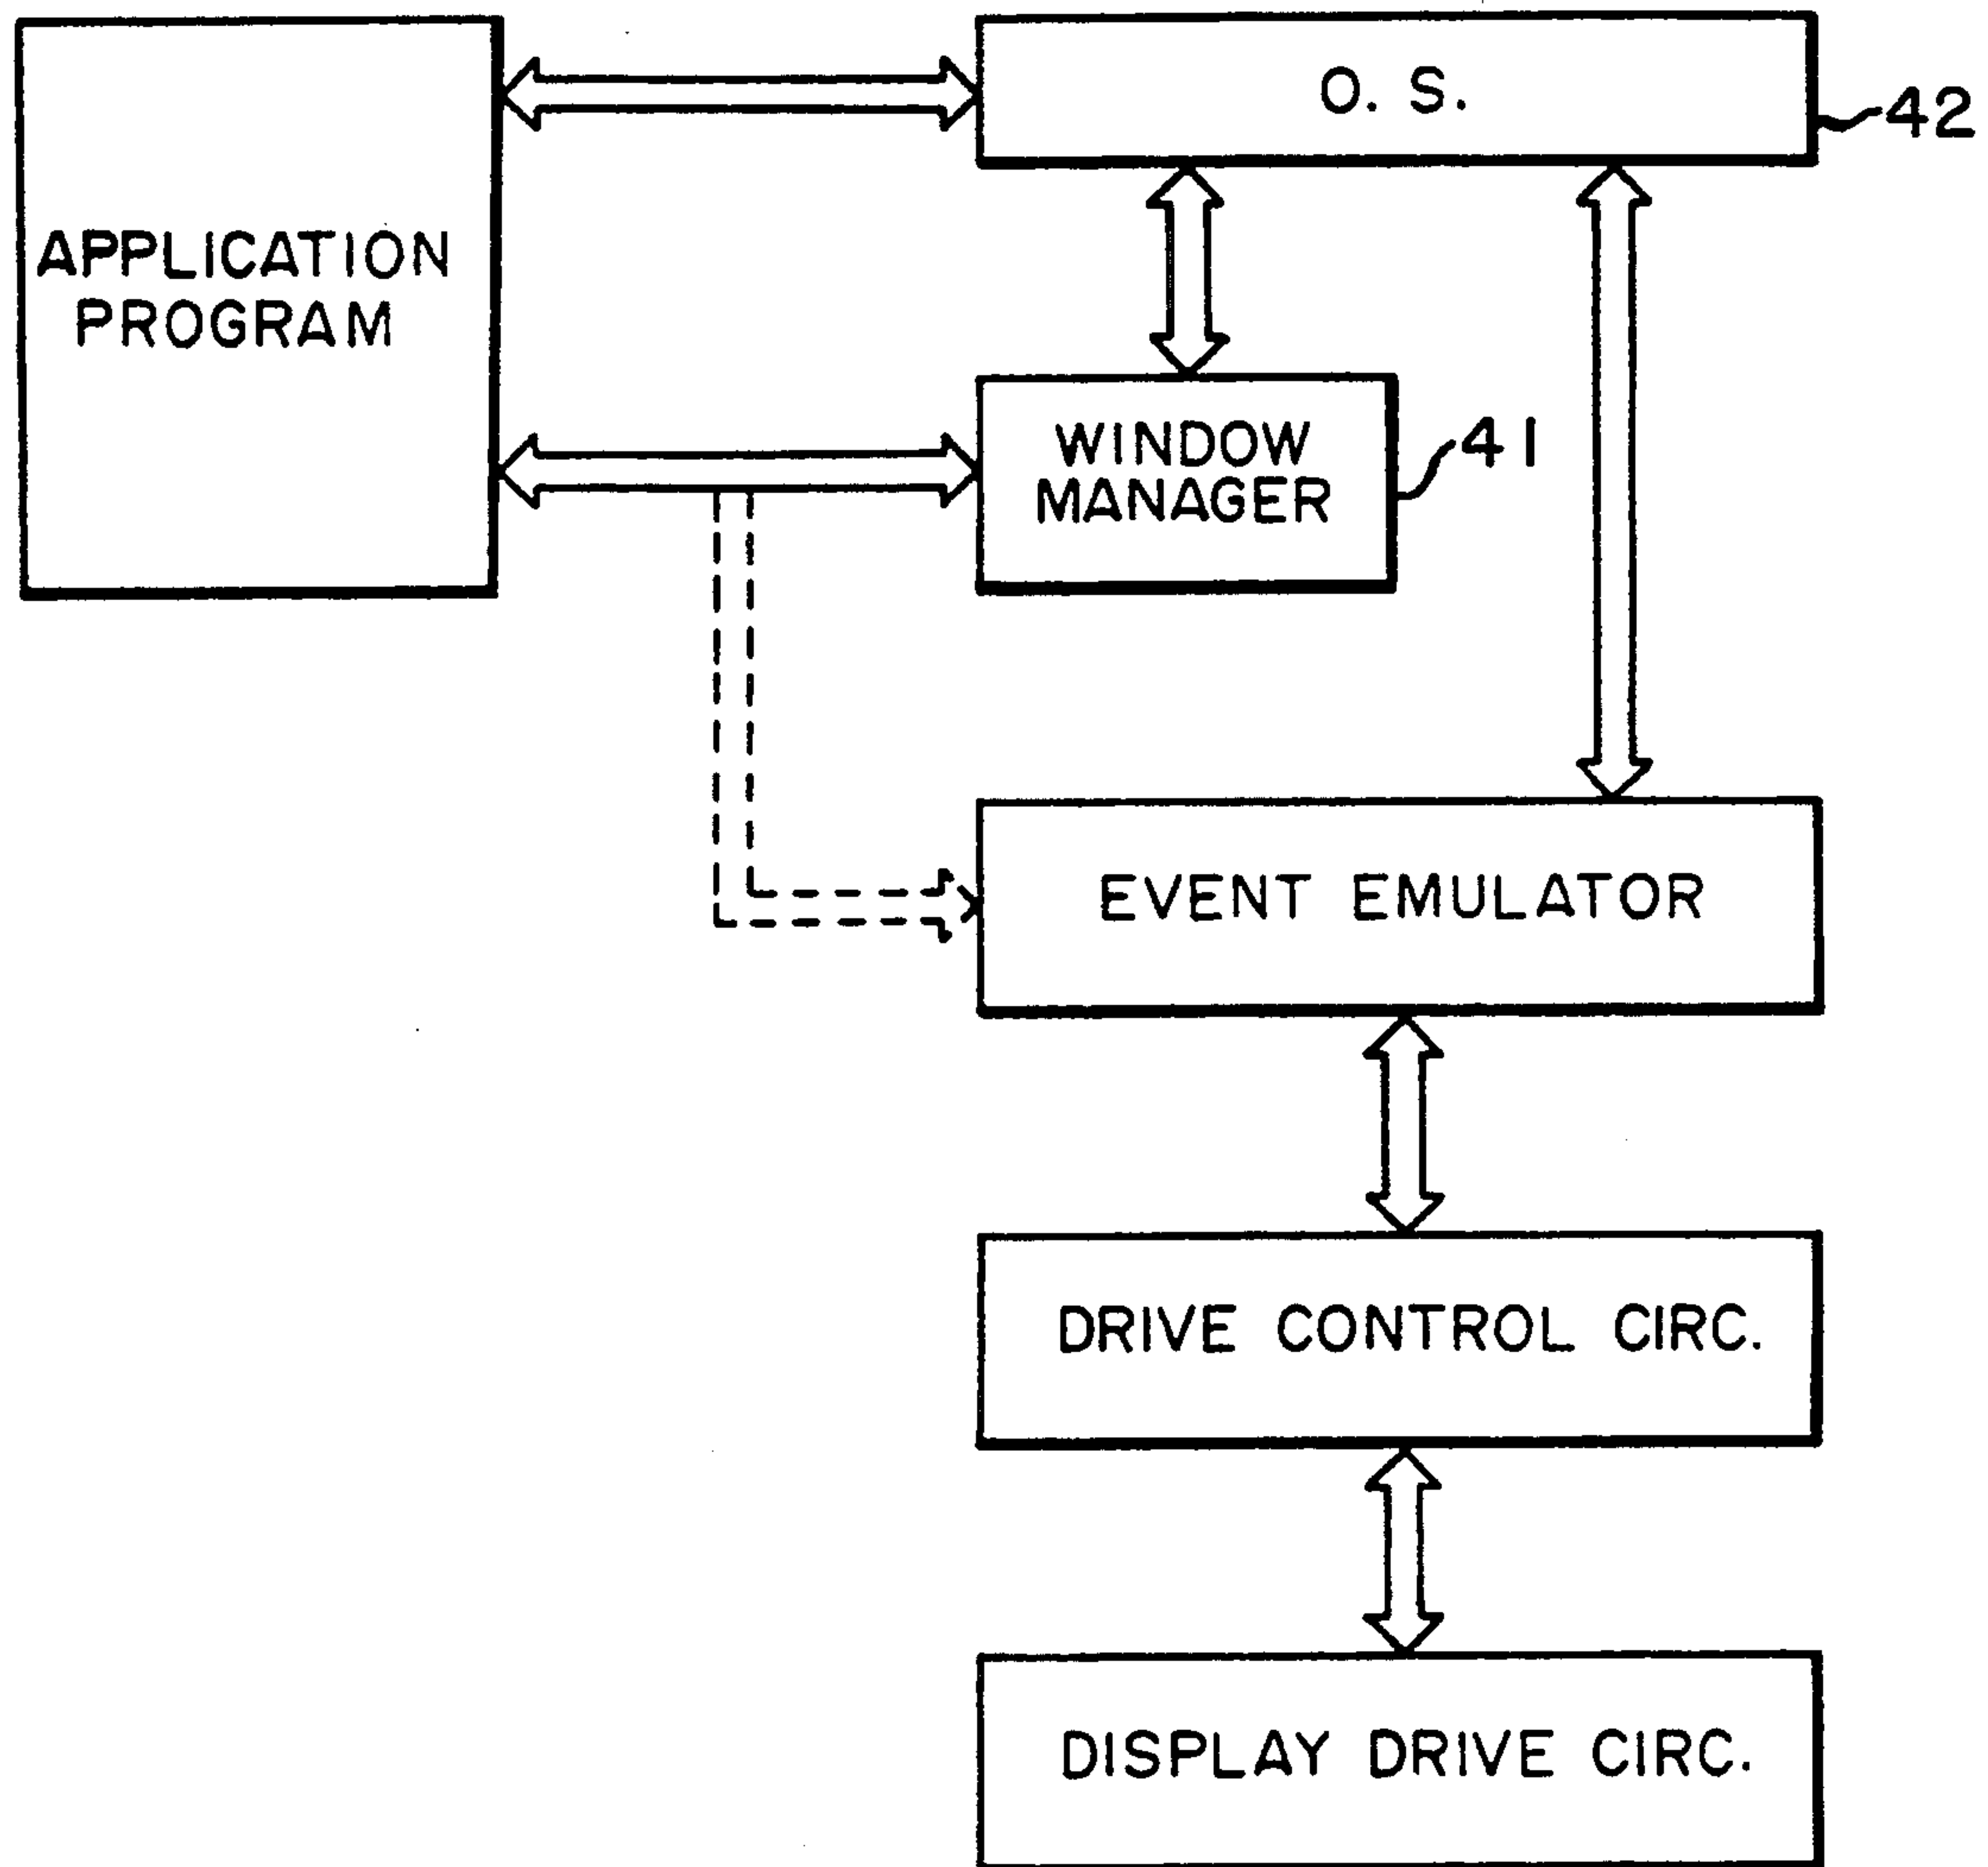 O. S.
42
APPLICATION
PROGRAM
WINDOW
MANAGER
41
EVENT EMULATOR
DRIVE CONTROL CIRC.
DISPLAY DRIVE CIRC.